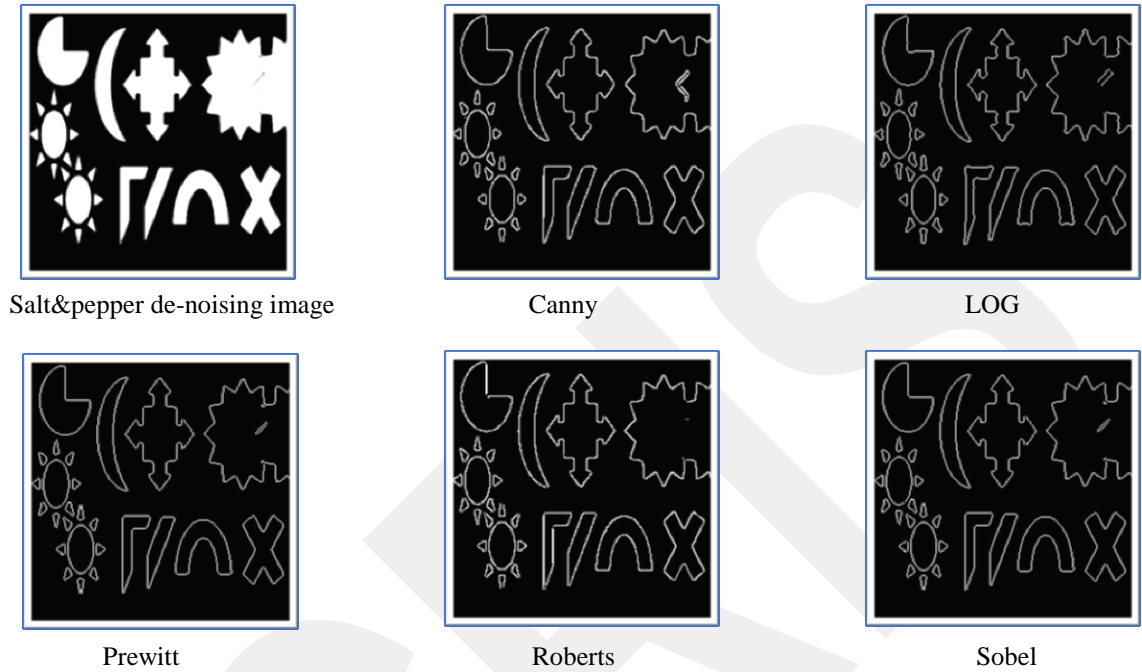 Salt&pepper de-noising image
Canny
LOG
Prewitt
Roberts
Sobel